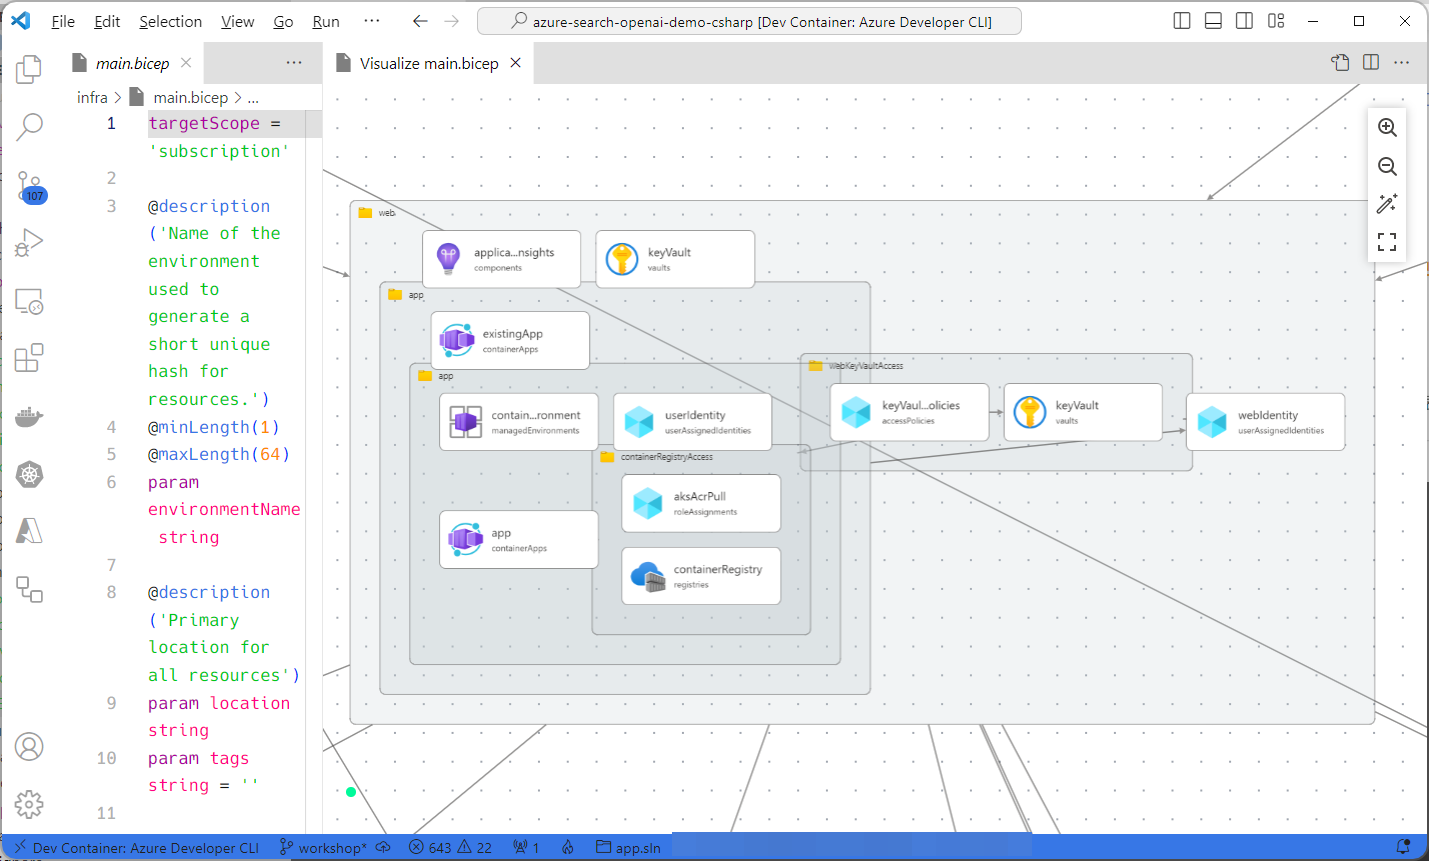 File Edit Selection View Go Run ··· azure-search-openai-demo-csharp [Dev Container: Azure Developer CLI]
main.bicep
Visualize main.bicep
infra > main.bicep > ...
1 targetScope =
'subscription'
2
3 @description
('Name of the
environment
used to
generate a
short unique
hash for
resources.')
4 @minLength(1)
5 @maxLength(64)
6 param
environmentName
string
7
8 @description
('Primary
location for
all resources')
9 param location
string
10 param tags
string = ''
11
107
web
applica...nsights
components
keyVault
vaults
app
existingApp
containerApps
app
contain...ronment
managedEnvironments
userIdentity
userAssignedIdentities
containerRegistryAccess
aksAcrPull
roleAssignments
app
containerApps
containerRegistry
registries
webKeyVaultAccess
keyVaul...olicies
accessPolicies
keyVault
vaults
webIdentity
userAssignedIdentities
Dev Container: Azure Developer CLI workshop* 643 22 1 app.sln